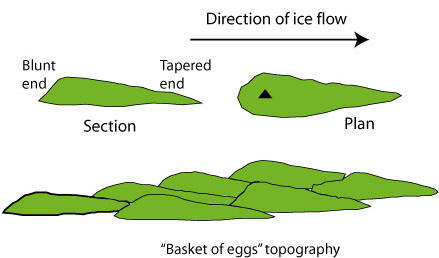 Direction of ice flow
Blunt
end
Tapered
end
Section
Plan
“Basket of eggs” topography